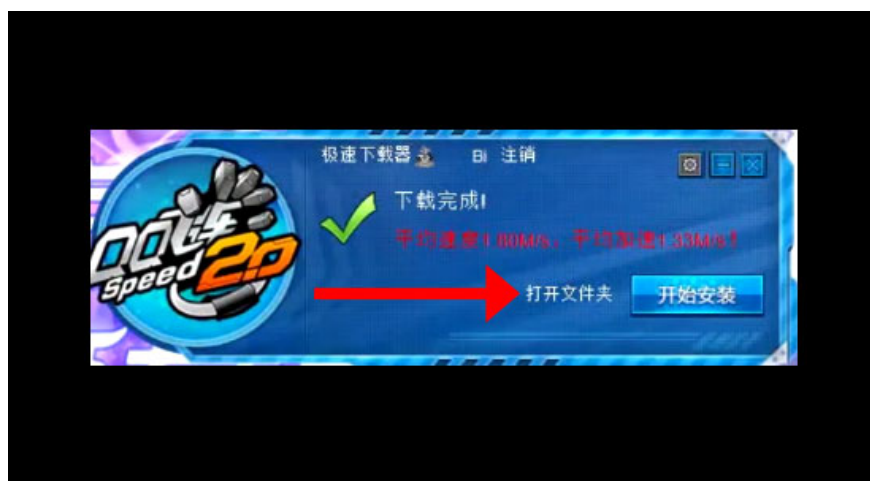 极速下载器 Bi 注销
下载完成!
平均速度1.80M/s，平均加速1.33M/s！
QQ飞车
Speed 2.0
打开文件夹 开始安装